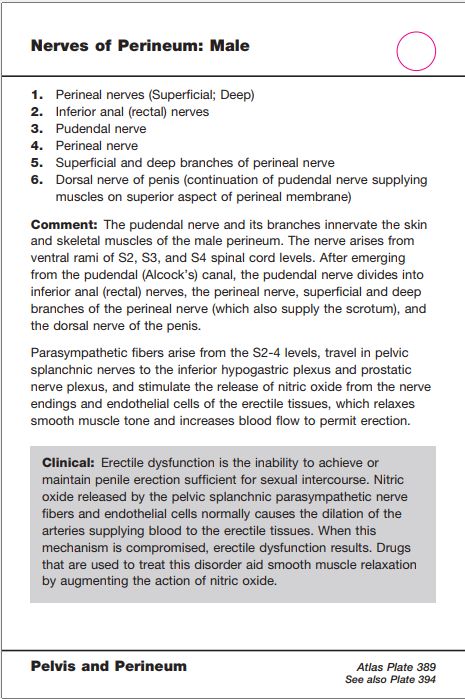 Nerves of Perineum: Male
1. Perineal nerves (Superficial; Deep)
2. Inferior anal (rectal) nerves
3. Pudendal nerve
4. Perineal nerve
5. Superficial and deep branches of perineal nerve
6. Dorsal nerve of penis (continuation of pudendal nerve supplying
muscles on superior aspect of perineal membrane)
Comment: The pudendal nerve and its branches innervate the skin
and skeletal muscles of the male perineum. The nerve arises from
ventral rami of S2, S3, and S4 spinal cord levels. After emerging
from the pudendal (Alcock's) canal, the pudendal nerve divides into
inferior anal (rectal) nerves, the perineal nerve, superficial and deep
branches of the perineal nerve (which also supply the scrotum), and
the dorsal nerve of the penis.
Parasympathetic fibers arise from the S2-4 levels, travel in pelvic
splanchnic nerves to the inferior hypogastric plexus and prostatic
nerve plexus, and stimulate the release of nitric oxide from the nerve
endings and endothelial cells of the erectile tissues, which relaxes
smooth muscle tone and increases blood flow to permit erection.
Clinical: Erectile dysfunction is the inability to achieve or
maintain penile erection sufficient for sexual intercourse. Nitric
oxide released by the pelvic splanchnic parasympathetic nerve
fibers and endothelial cells normally causes the dilation of the
arteries supplying blood to the erectile tissues. When this
mechanism is compromised, erectile dysfunction results. Drugs
that are used to treat this disorder aid smooth muscle relaxation
by augmenting the action of nitric oxide.
Pelvis and Perineum
Atlas Plate 389
See also Plate 394